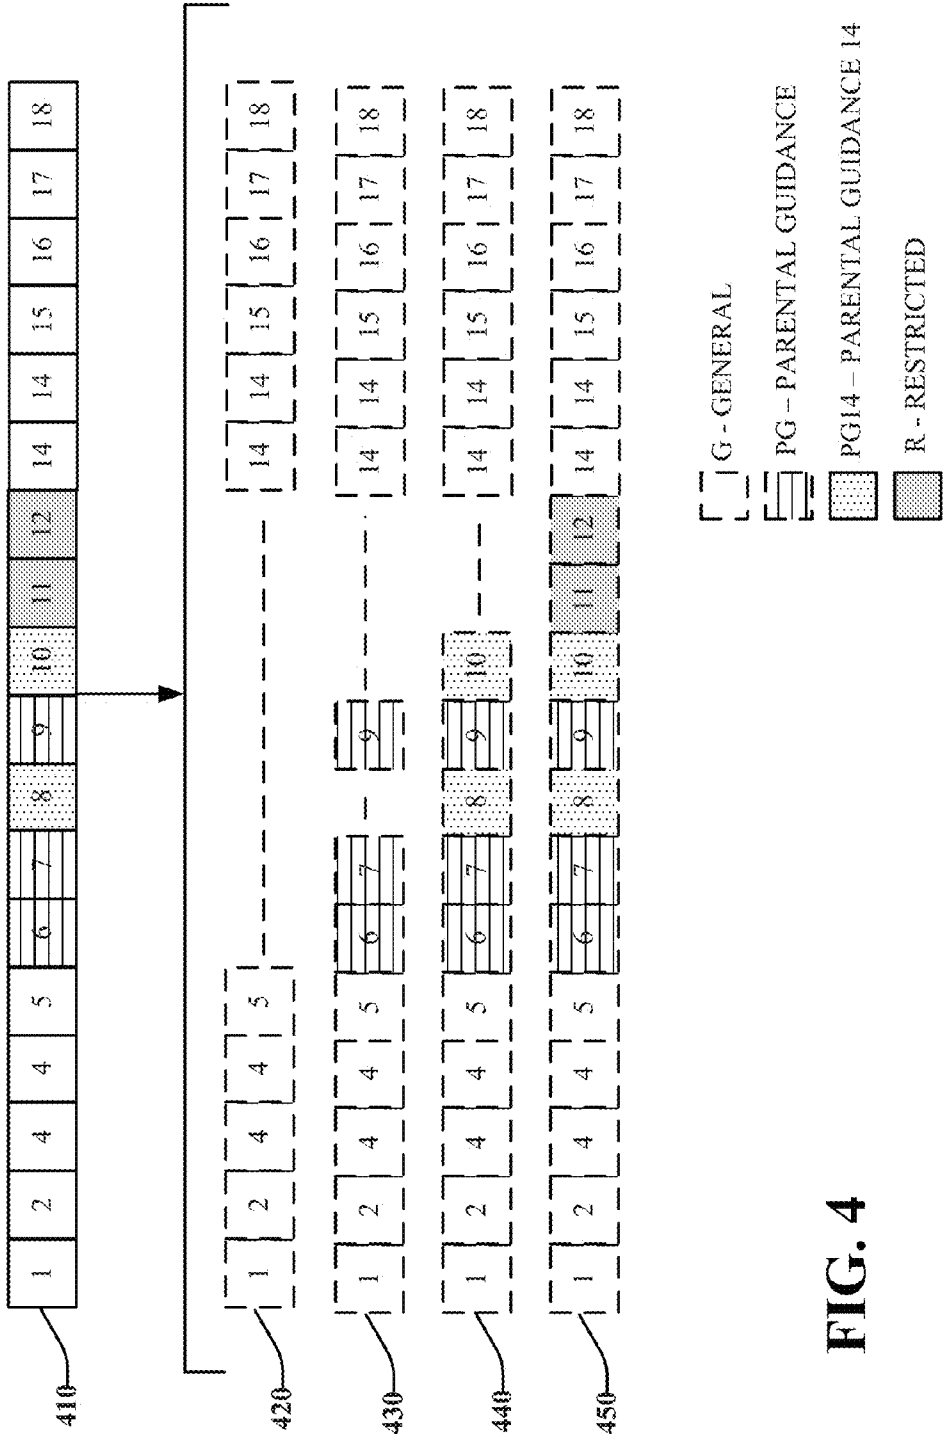 410 1 2 4 4 5 6 7 8 9 10 11 12 14 14 15 16 17 18
420 1 2 4 4 5 14 14 15 16 17 18
430 1 2 4 4 5 6 7 9 14 14 15 16 17 18
440 1 2 4 4 5 6 7 8 9 10 14 14 15 16 17 18
450 1 2 4 4 5 6 7 8 9 10 11 12 14 14 15 16 17 18
G - GENERAL
PG – PARENTAL GUIDANCE
PG14 – PARENTAL GUIDANCE 14
R - RESTRICTED
FIG. 4